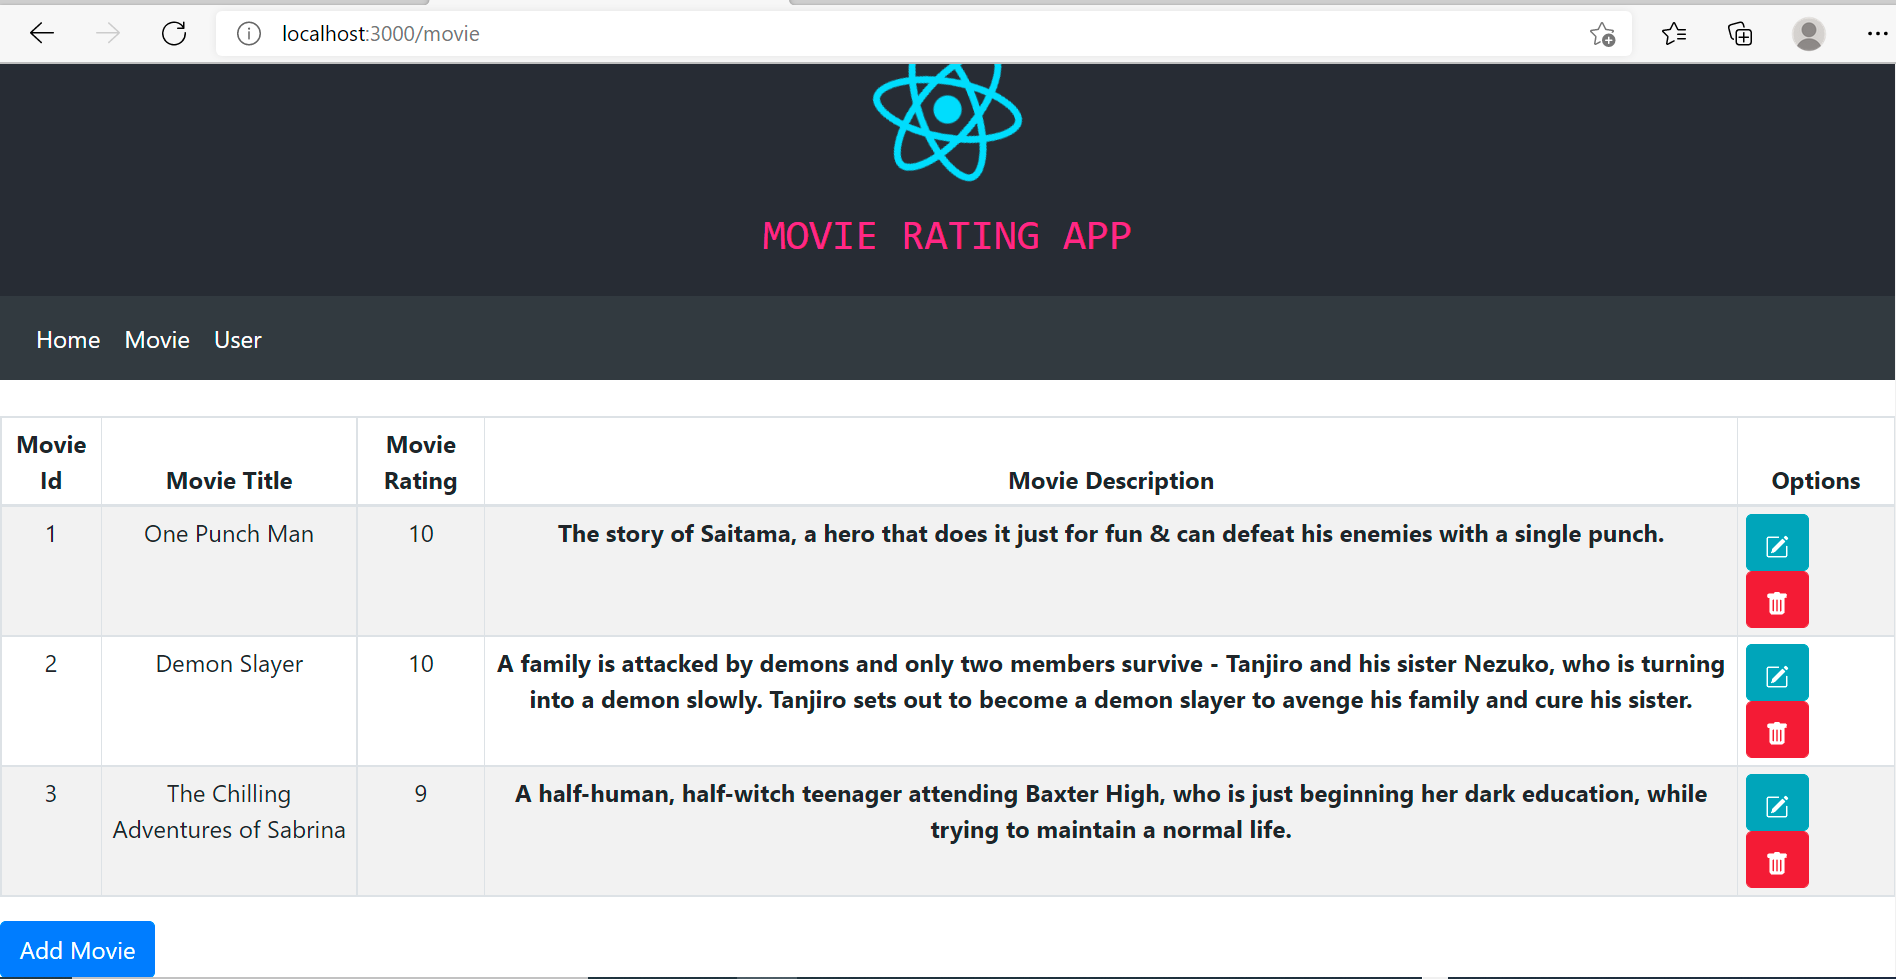 localhost:3000/movie
MOVIE RATING APP
Home Movie User
Movie Id Movie Title Movie Rating Movie Description Options
1 One Punch Man 10 The story of Saitama, a hero that does it just for fun & can defeat his enemies with a single punch.
2 Demon Slayer 10 A family is attacked by demons and only two members survive - Tanjiro and his sister Nezuko, who is turning
into a demon slowly. Tanjiro sets out to become a demon slayer to avenge his family and cure his sister.
3 The Chilling Adventures of Sabrina 9 A half-human, half-witch teenager attending Baxter High, who is just beginning her dark education, while
trying to maintain a normal life.
Add Movie